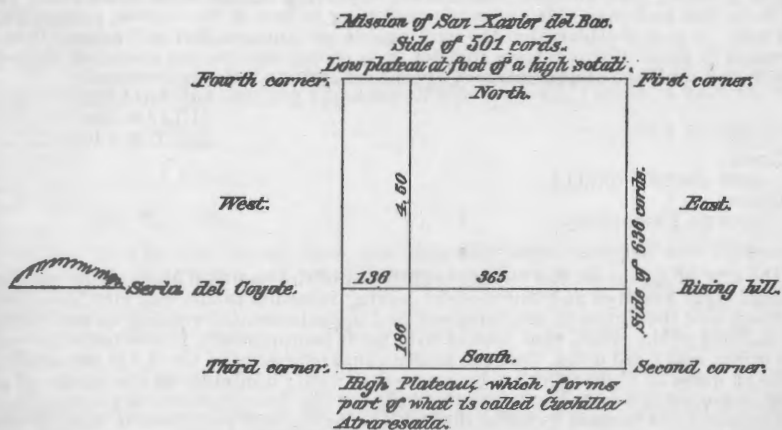 Mission of San Xavier del Bac.
Side of 501 cords.
Low plateau at foot of a high sotali.
Fourth corner. First corner.
North.
4,50
Side of 636 cords.
West. East.
136 365
Seria del Coyote. Rising hill.
186
South.
Third corner. Second corner.
High Plateau, which forms
part of what is called Cuchilla
Atraresada.